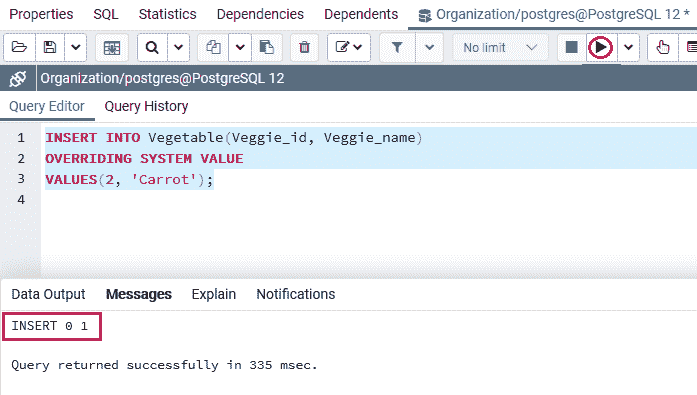 Properties SQL Statistics Dependencies Dependents Organization/postgres@PostgreSQL 12 *
No limit
Organization/postgres@PostgreSQL 12
Query Editor Query History
1 INSERT INTO Vegetable(Veggie_id, Veggie_name)
2 OVERRIDING SYSTEM VALUE
3 VALUES(2, 'Carrot');
4
Data Output Messages Explain Notifications
INSERT 0 1
Query returned successfully in 335 msec.